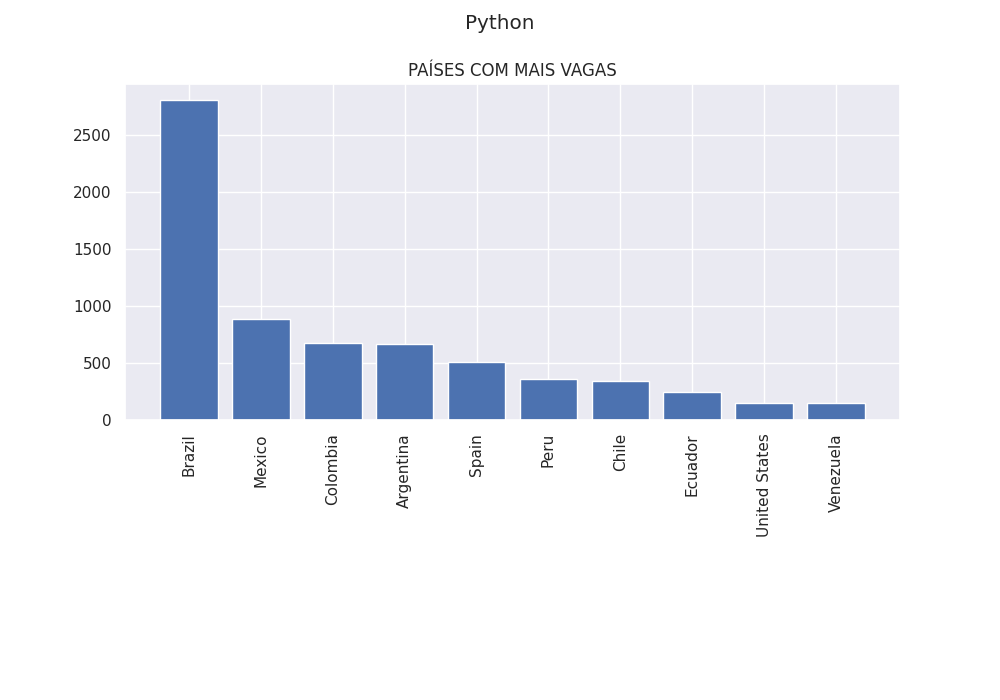 Python
PAÍSES COM MAIS VAGAS
2500
2000
1500
1000
500
0
Brazil
Mexico
Colombia
Argentina
Spain
Peru
Chile
Ecuador
United States
Venezuela